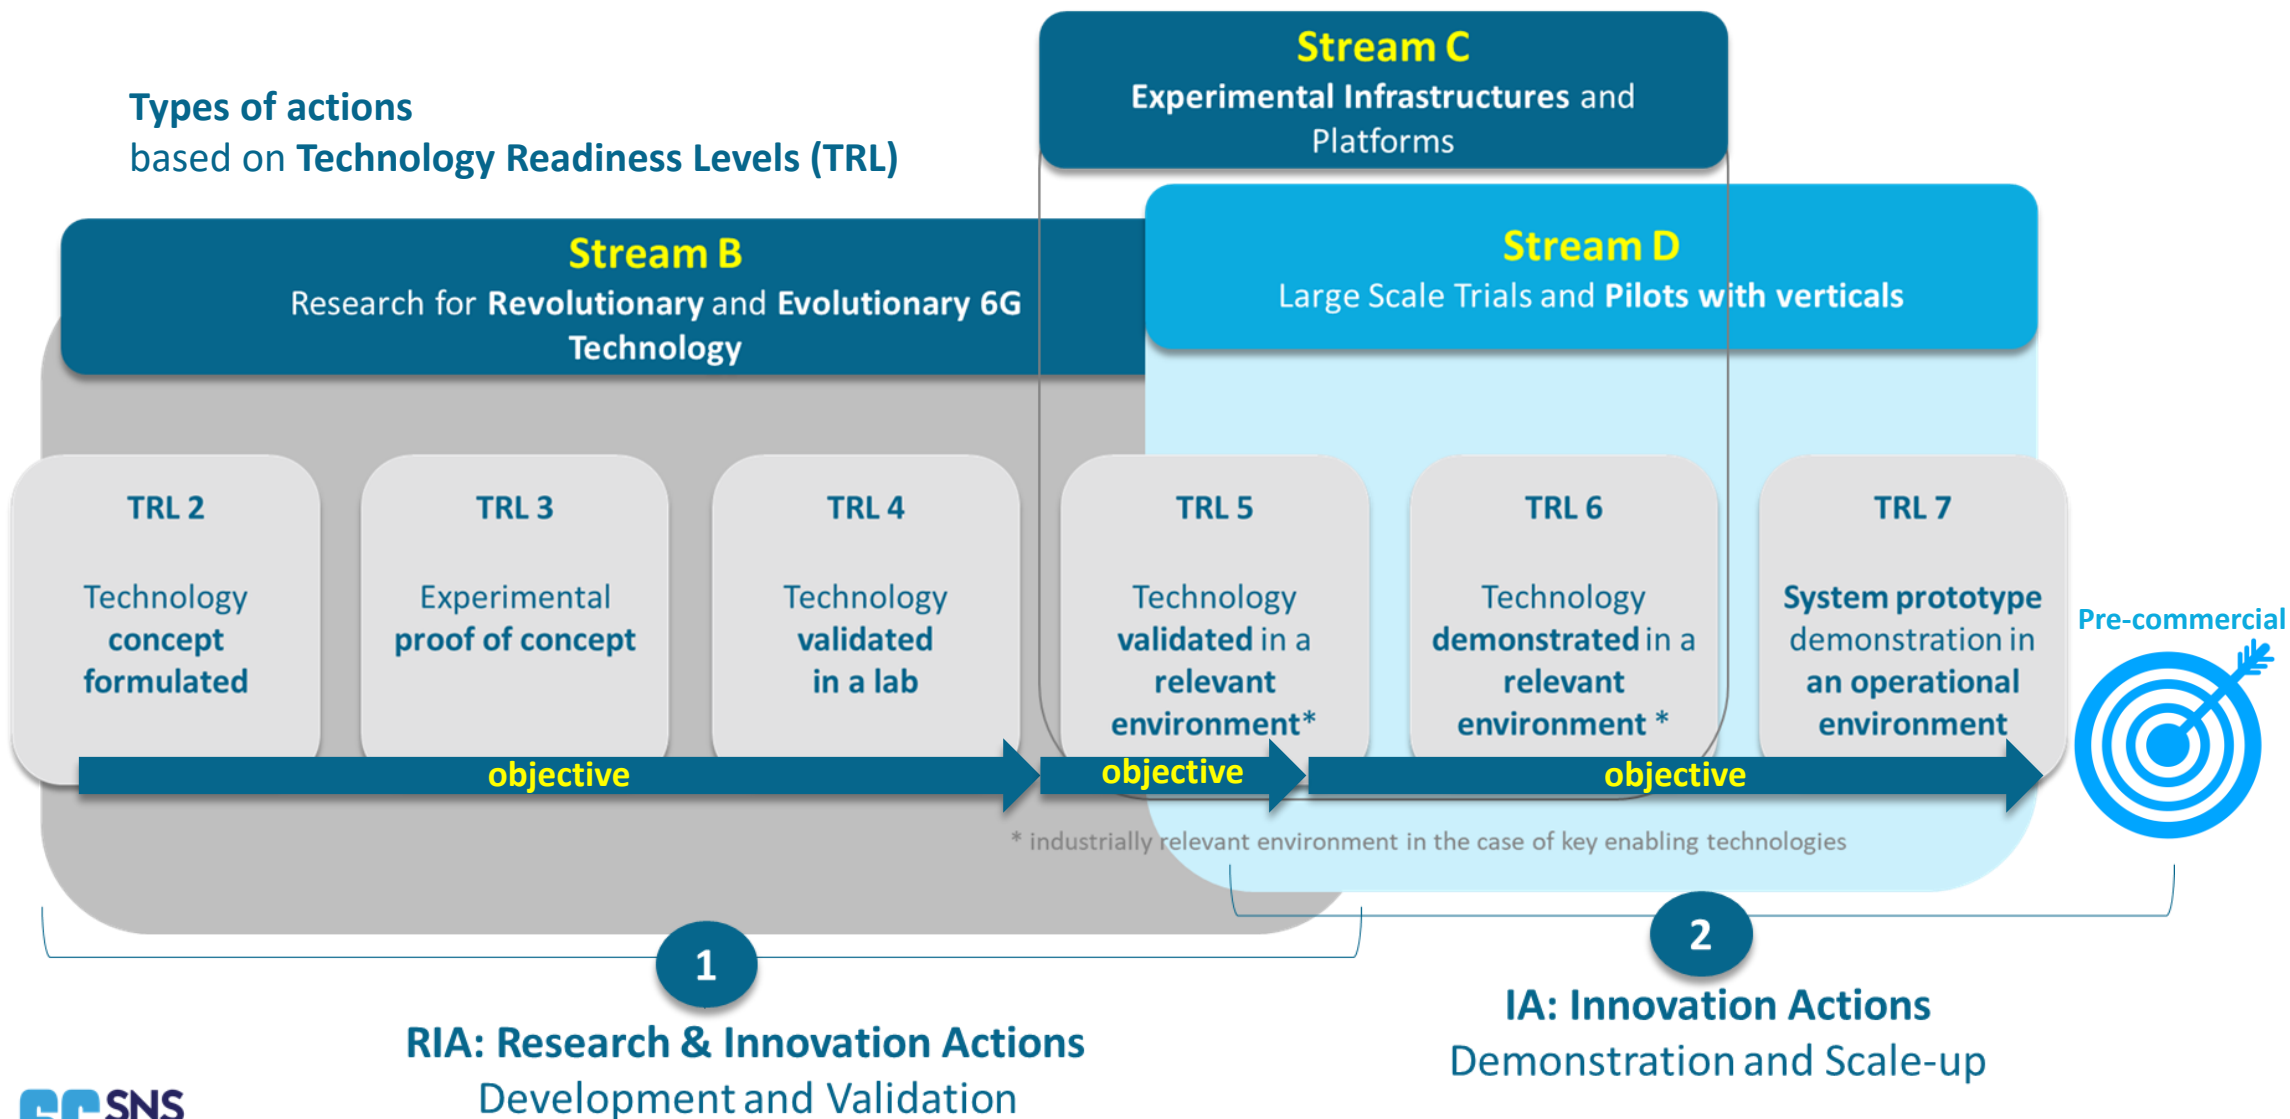 Types of actions
based on Technology Readiness Levels (TRL)
Stream C
Experimental Infrastructures and
Platforms
Stream B
Research for Revolutionary and Evolutionary 6G
Technology
Stream D
Large Scale Trials and Pilots with verticals
TRL 2
Technology
concept
formulated
TRL 3
Experimental
proof of concept
TRL 4
Technology
validated
in a lab
TRL 5
Technology
validated in a
relevant
environment*
TRL 6
Technology
demonstrated in a
relevant
environment *
TRL 7
System prototype
demonstration in
an operational
environment
Pre-commercial
objective
objective
objective
* industrially relevant environment in the case of key enabling technologies
1
RIA: Research & Innovation Actions
Development and Validation
2
IA: Innovation Actions
Demonstration and Scale-up
6G SNS